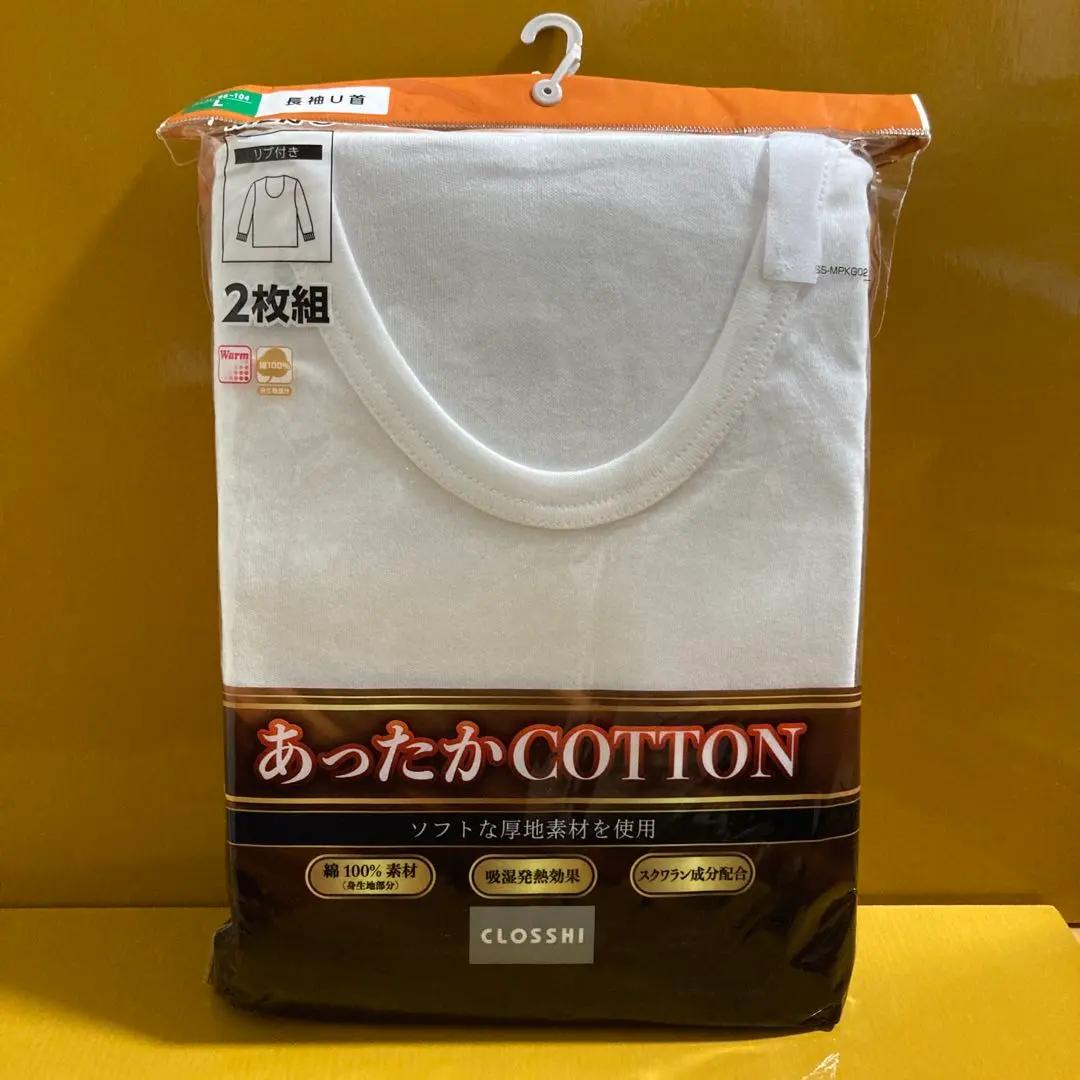 L
長袖U首
リブ付き
2枚組
Warm
綿100%
SS-MPKG02
あったかCOTTON
ソフトな厚地素材を使用
綿100%素材
(身生地部分)
吸湿発熱効果
スクワラン成分配合
CLOSSHI